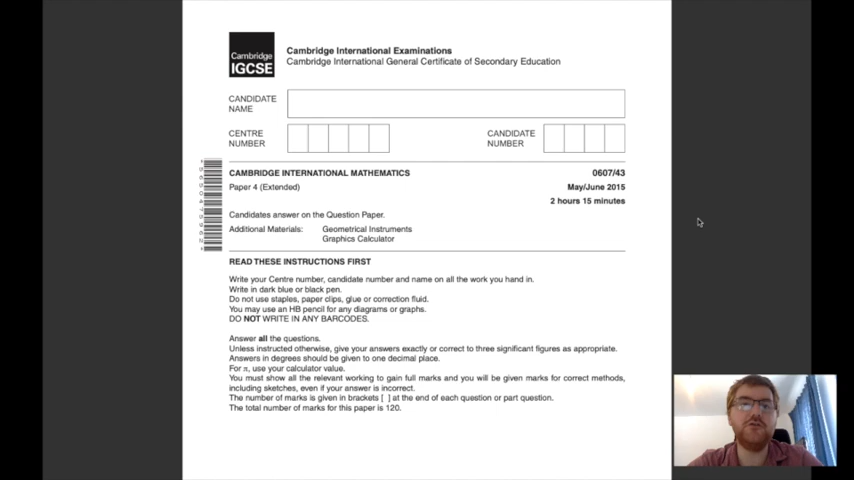 Cambridge
IGCSE
Cambridge International Examinations
Cambridge International General Certificate of Secondary Education
CANDIDATE
NAME
CENTRE
NUMBER
CANDIDATE
NUMBER
CAMBRIDGE INTERNATIONAL MATHEMATICS 0607/43
Paper 4 (Extended) May/June 2015
2 hours 15 minutes
Candidates answer on the Question Paper.
Additional Materials: Geometrical Instruments
Graphics Calculator
READ THESE INSTRUCTIONS FIRST
Write your Centre number, candidate number and name on all the work you hand in.
Write in dark blue or black pen.
Do not use staples, paper clips, glue or correction fluid.
You may use an HB pencil for any diagrams or graphs.
DO NOT WRITE IN ANY BARCODES.
Answer all the questions.
Unless instructed otherwise, give your answers exactly or correct to three significant figures as appropriate.
Answers in degrees should be given to one decimal place.
For π, use your calculator value.
You must show all the relevant working to gain full marks and you will be given marks for correct methods,
including sketches, even if your answer is incorrect.
The number of marks is given in brackets [ ] at the end of each question or part question.
The total number of marks for this paper is 120.